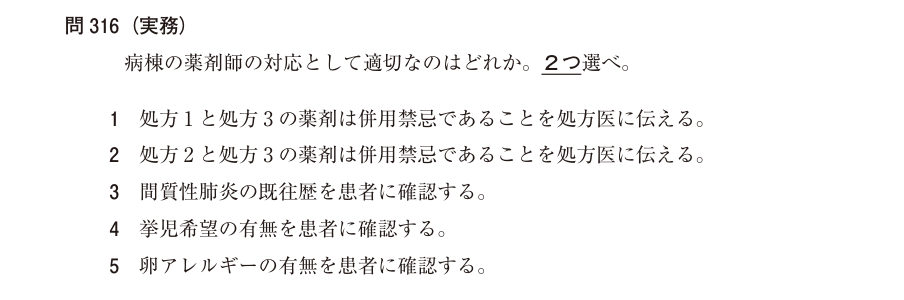 問 316（実務）
病棟の薬剤師の対応として適切なのはどれか。２つ選べ。
1 処方１と処方３の薬剤は併用禁忌であることを処方医に伝える。
2 処方２と処方３の薬剤は併用禁忌であることを処方医に伝える。
3 間質性肺炎の既往歴を患者に確認する。
4 挙児希望の有無を患者に確認する。
5 卵アレルギーの有無を患者に確認する。